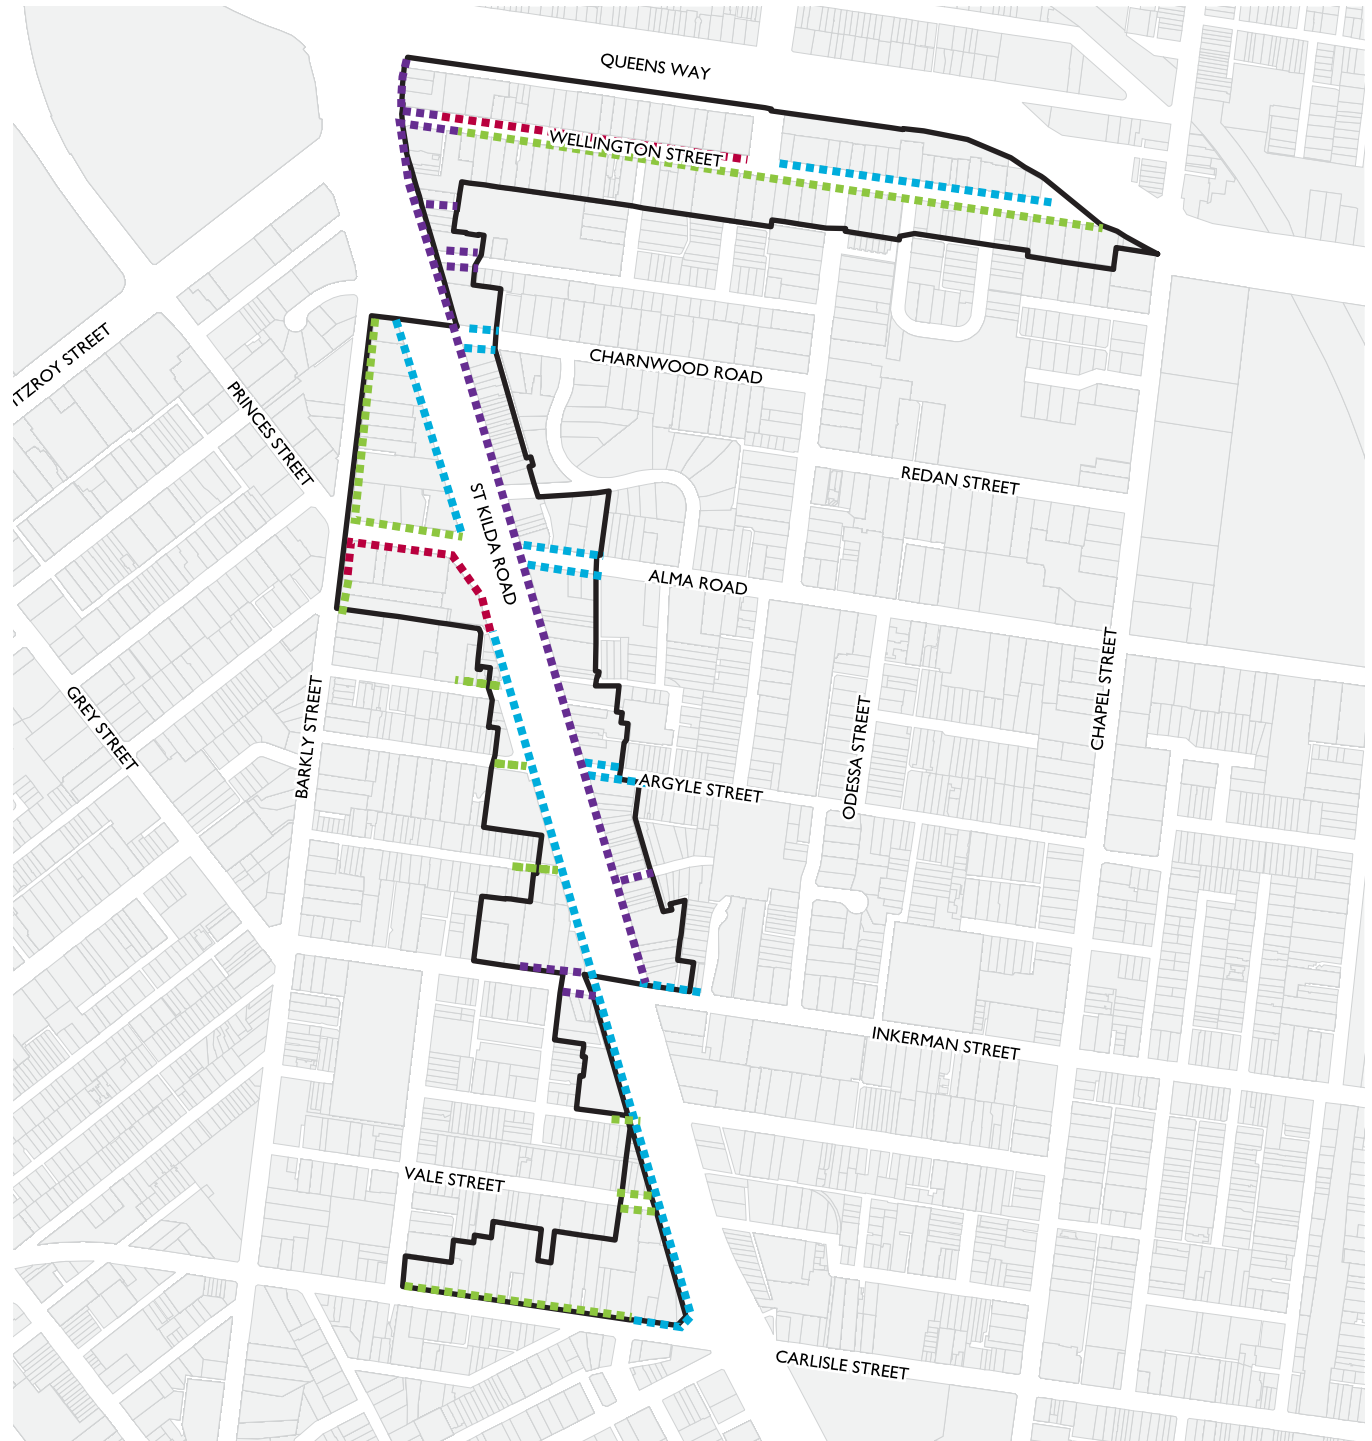 QUEENS WAY
WELLINGTON STREET
ITZROY STREET
CHARNWOOD ROAD
PRINCES STREET
REDAN STREET
ST KILDA ROAD
ALMA ROAD
GREY STREET
BARKLY STREET
CHAPEL STREET
ODESSA STREET
ARGYLE STREET
INKERMAN STREET
VALE STREET
CARLISLE STREET